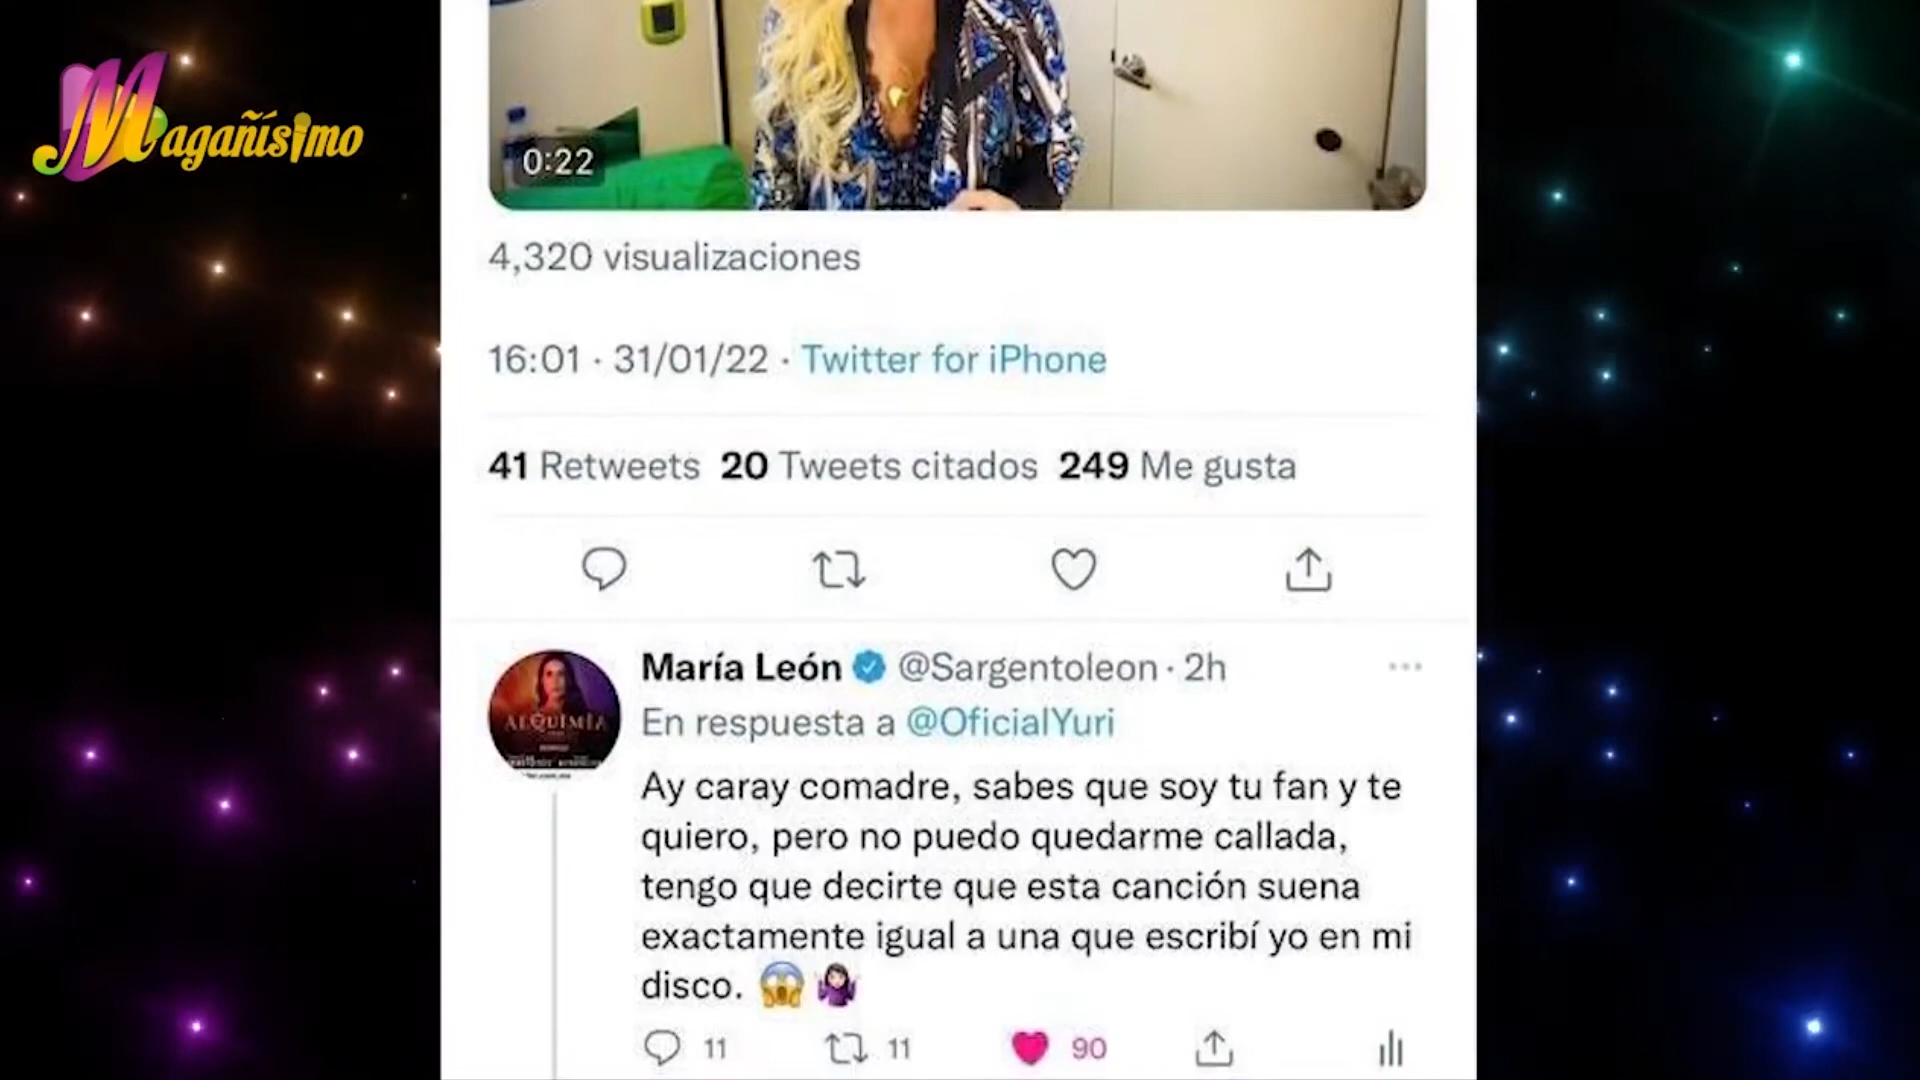 Magañísimo
0:22
4,320 visualizaciones
16:01 · 31/01/22 · Twitter for iPhone
41 Retweets 20 Tweets citados 249 Me gusta
María León @Sargentoleon · 2h
En respuesta a @OficialYuri
ALQUIMIA
Ay caray comadre, sabes que soy tu fan y te
quiero, pero no puedo quedarme callada,
tengo que decirte que esta canción suena
exactamente igual a una que escribí yo en mi
disco. 😱 🤷🏻‍♀️
11 11 90